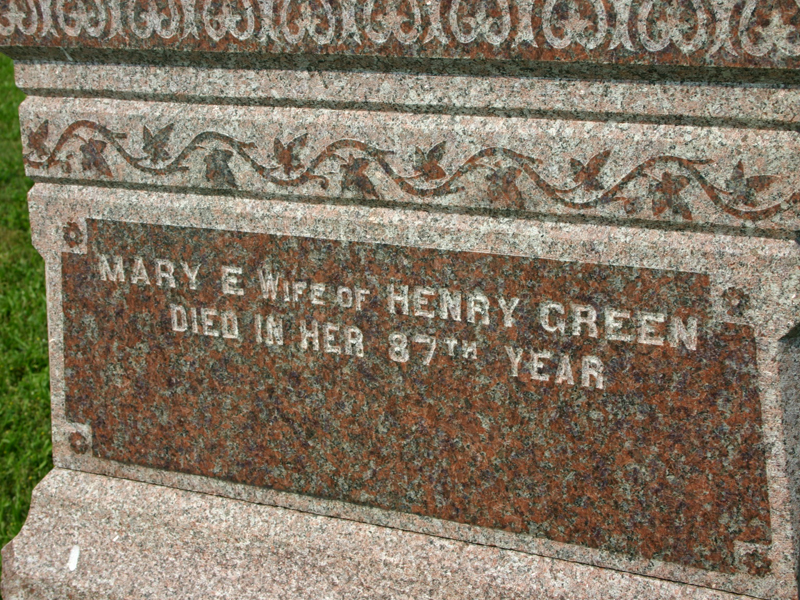 MARY E WIFE OF HENRY GREEN
DIED IN HER 87TH YEAR